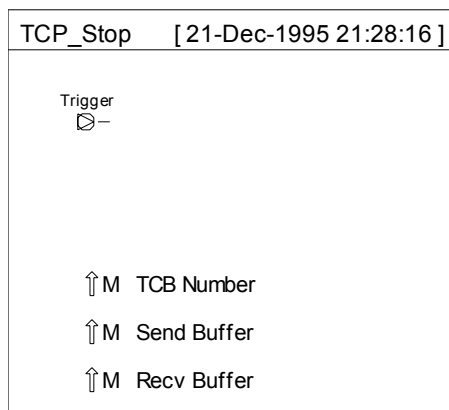 TCP_Stop [ 21-Dec-1995 21:28:16 ]
Trigger
⇧ M TCB Number
⇧ M Send Buffer
⇧ M Recv Buffer